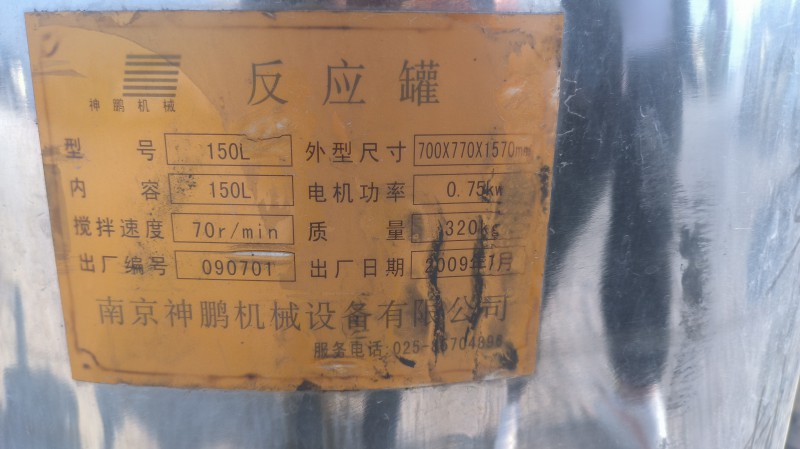 反应罐
神鹏机械
型号 150L 外型尺寸 700X770X1570mm
内容 150L 电机功率 0.75kw
搅拌速度 70r/min 质量 320kg
出厂编号 090701 出厂日期 2009年1月
南京神鹏机械设备有限公司
服务电话:025-